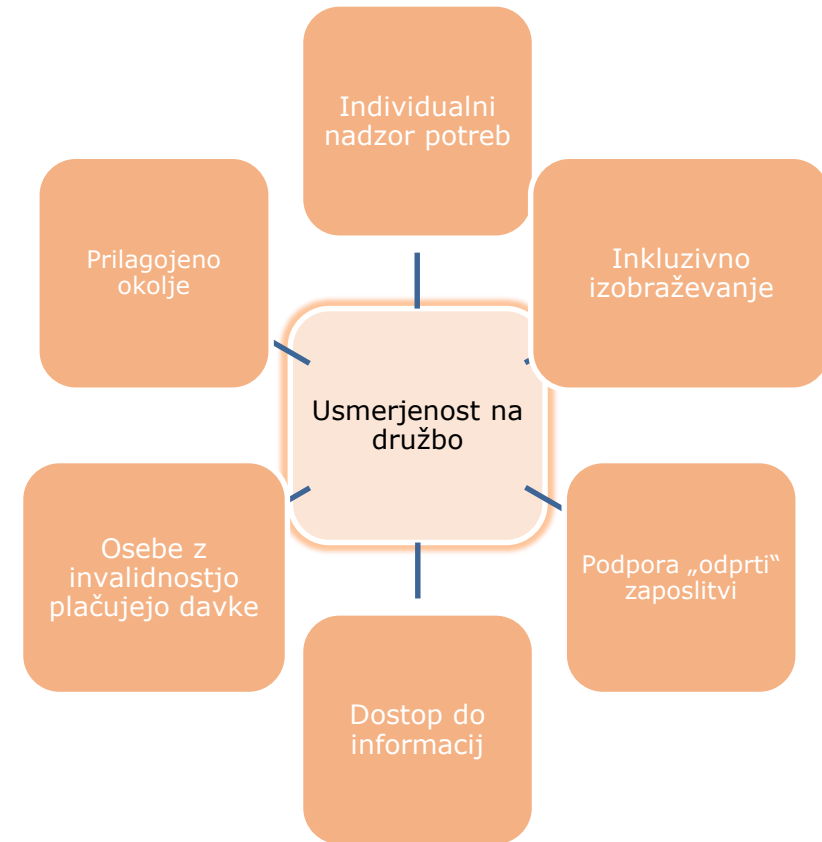 Individualni
nadzor potreb
Inkluzivno
izobraževanje
Podpora „odprti“
zaposlitvi
Dostop do
informacij
Osebe z
invalidnostjo
plačujejo davke
Prilagojeno
okolje
Usmerjenost na
družbo